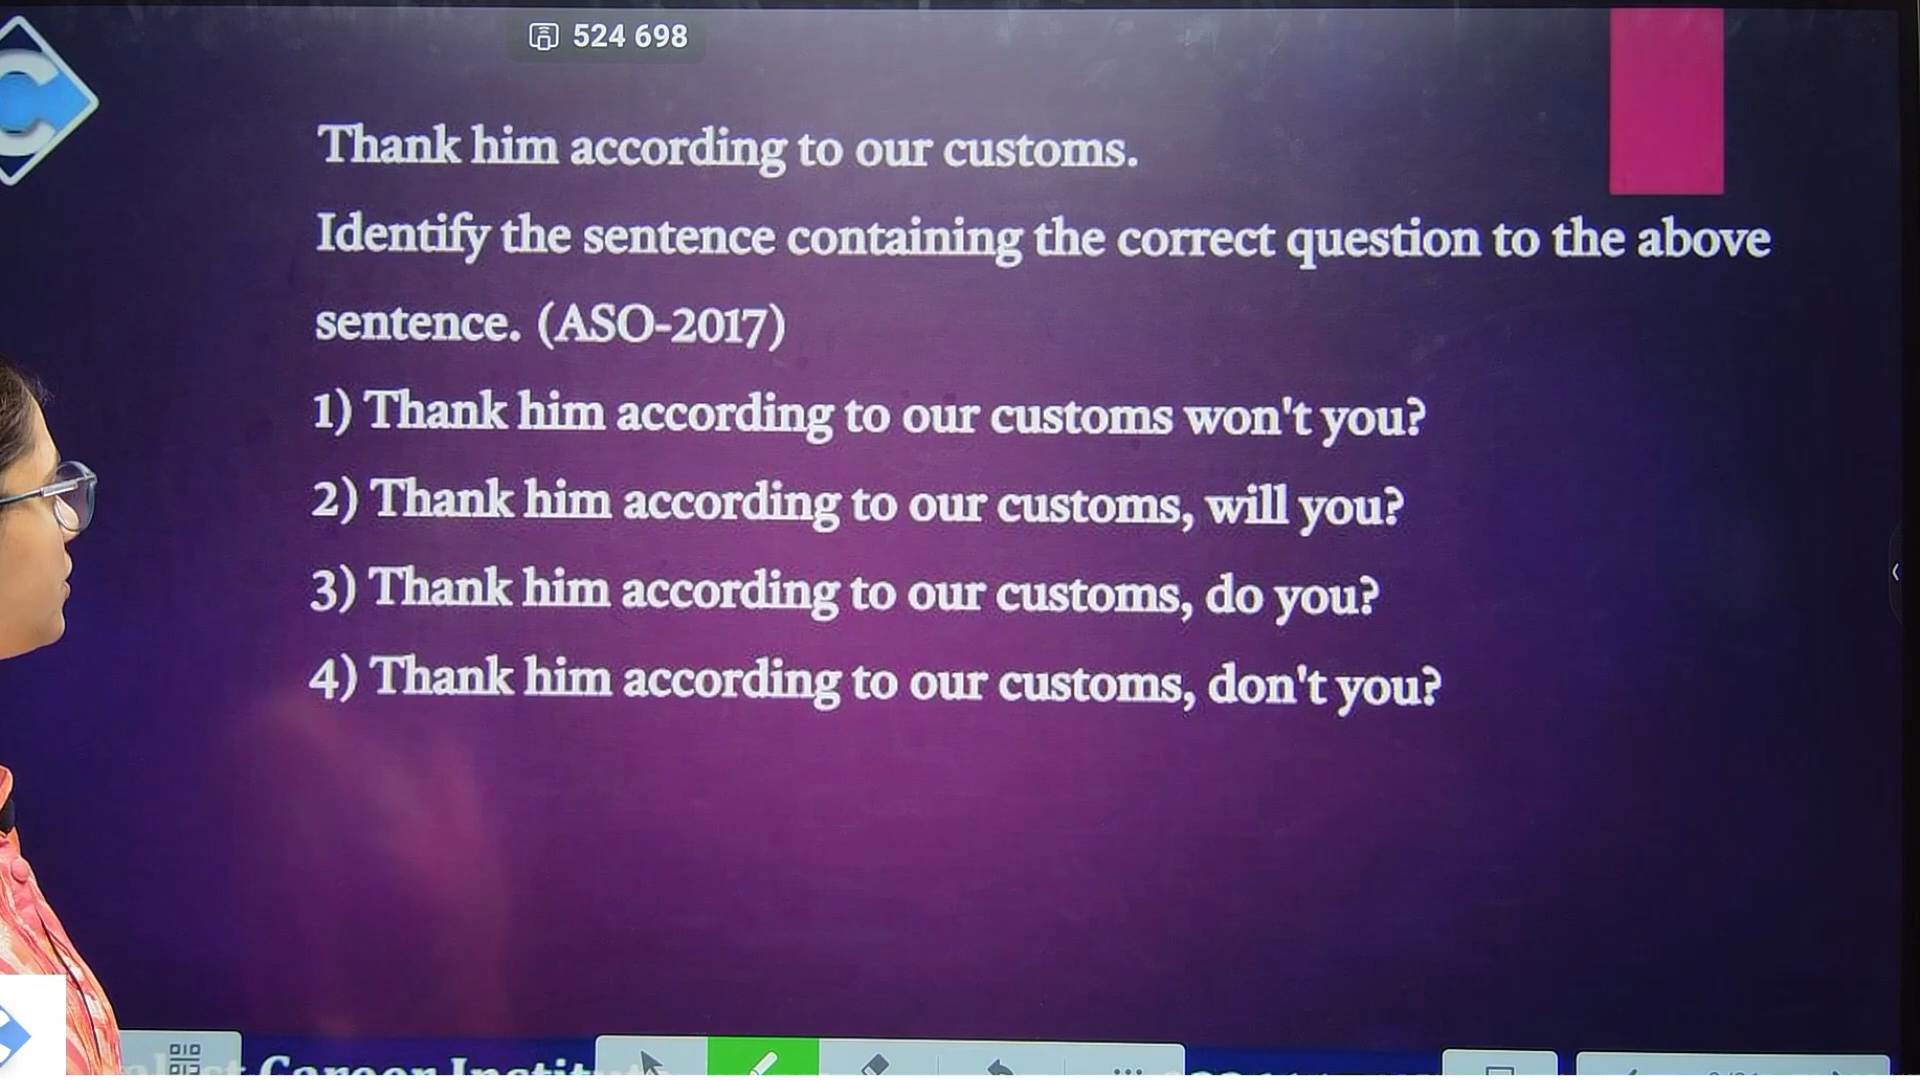 524 698
Thank him according to our customs.
Identify the sentence containing the correct question to the above
sentence. (ASO-2017)
1) Thank him according to our customs won't you?
2) Thank him according to our customs, will you?
3) Thank him according to our customs, do you?
4) Thank him according to our customs, don't you?
Career